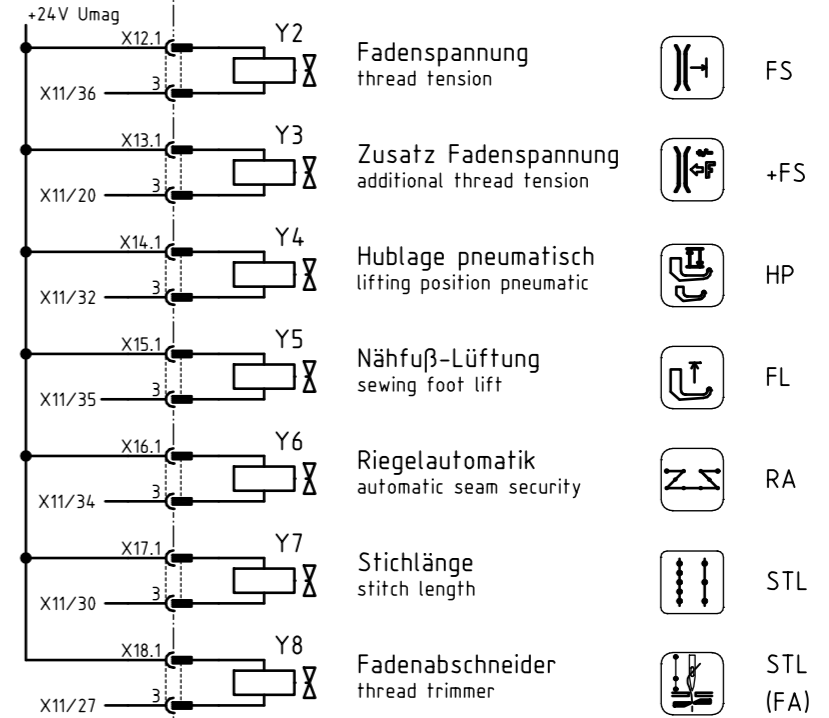 +24V Umag
X12.1 Y2 Fadenspannung FS
thread tension
X11/36 3
X13.1 Y3 Zusatz Fadenspannung +FS
additional thread tension
X11/20 3
X14.1 Y4 Hublage pneumatisch HP
lifting position pneumatic
X11/32 3
X15.1 Y5 Nähfuß-Lüftung FL
sewing foot lift
X11/35 3
X16.1 Y6 Riegelautomatik RA
automatic seam security
X11/34 3
X17.1 Y7 Stichlänge STL
stitch length
X11/30 3
X18.1 Y8 Fadenabschneider STL
thread trimmer (FA)
X11/27 3